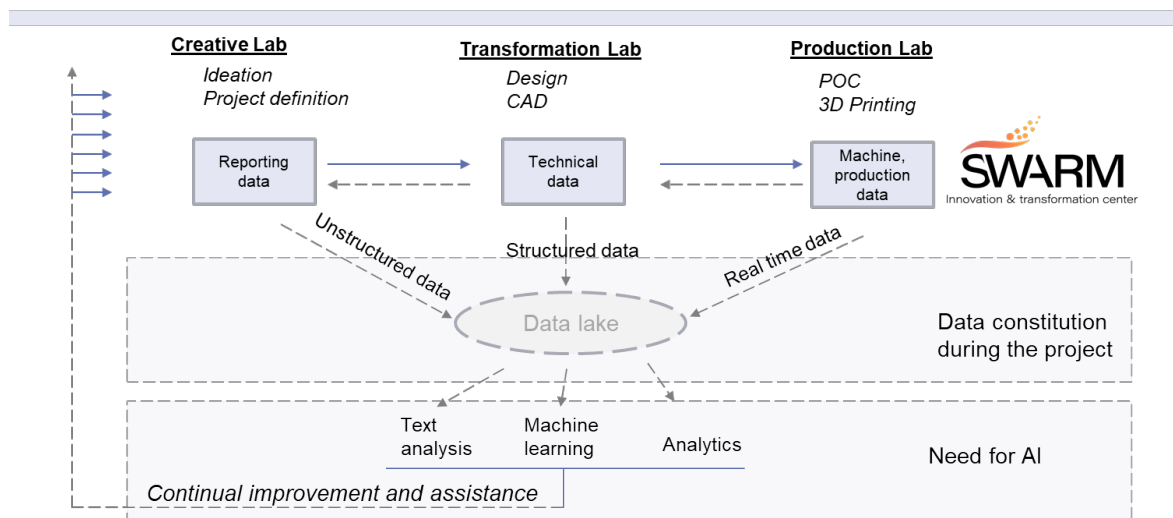 Creative Lab
Ideation
Project definition
Transformation Lab
Design
CAD
Production Lab
POC
3D Printing
Reporting
data
Technical
data
Machine,
production
data
SWARM
Innovation & transformation center
Unstructured data
Structured data
Real time data
Data lake
Data constitution
during the project
Text
analysis
Machine
learning
Analytics
Need for AI
Continual improvement and assistance